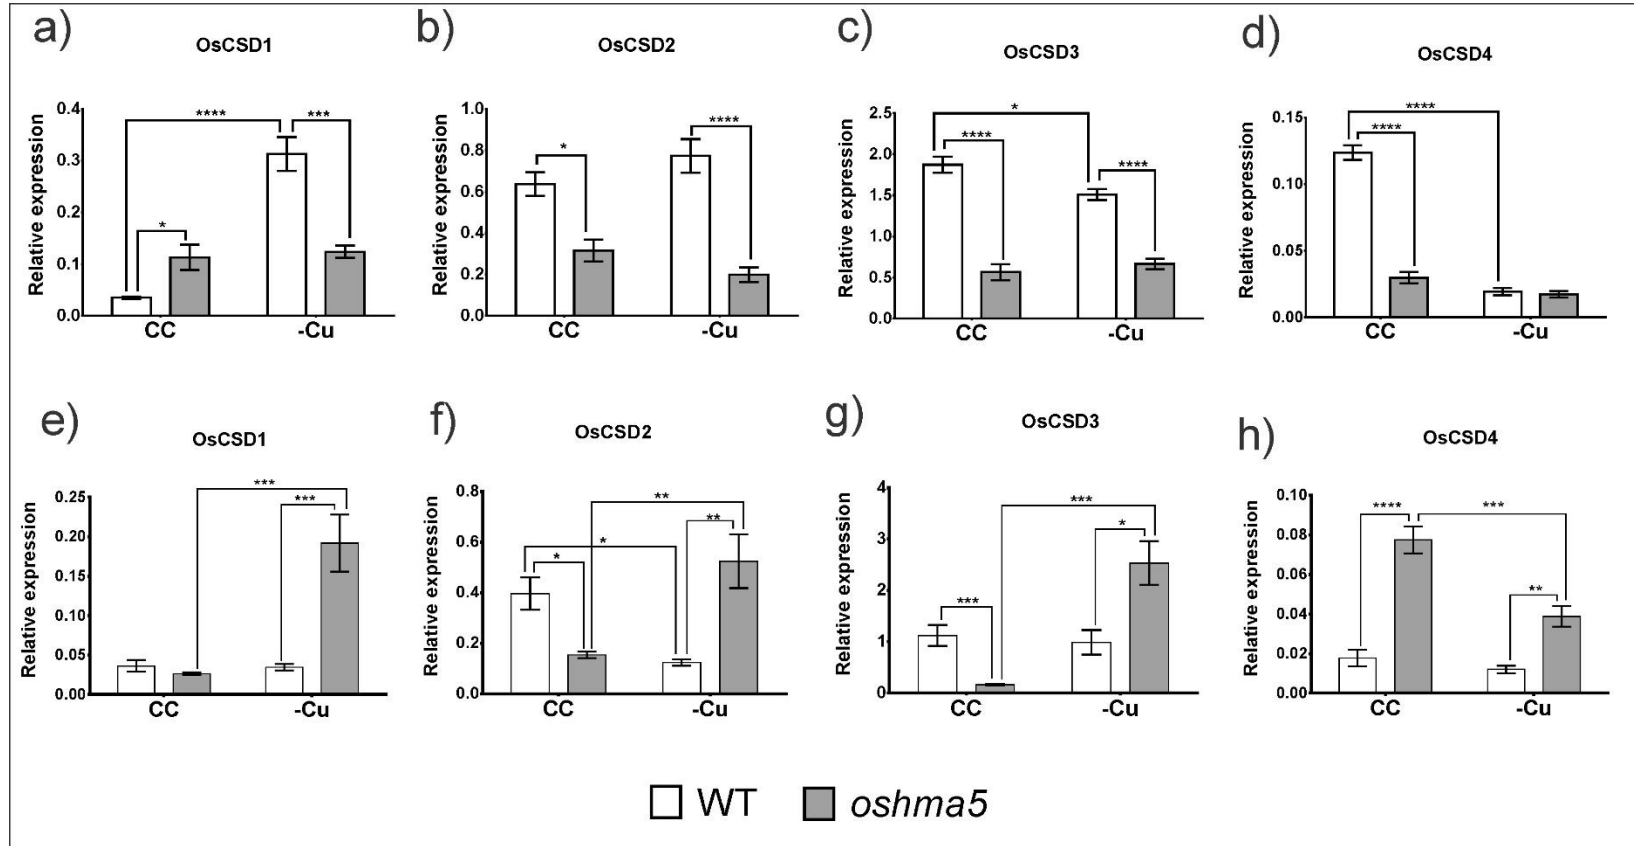 a) b) c) d)
OsCSD1 OsCSD2 OsCSD3 OsCSD4
Relative expression
0.4
0.3
0.2
0.1
0.0
**** ***
*
CC -Cu
Relative expression
1.0
0.8
0.6
0.4
0.2
0.0
* ****
CC -Cu
Relative expression
2.5
2.0
1.5
1.0
0.5
0.0
*
**** ****
CC -Cu
Relative expression
0.15
0.10
0.05
0.00
****
****
CC -Cu
e) f) g) h)
OsCSD1 OsCSD2 OsCSD3 OsCSD4
Relative expression
0.25
0.20
0.15
0.10
0.05
0.00
***
***
CC -Cu
Relative expression
0.8
0.6
0.4
0.2
0.0
**
**
* *
CC -Cu
Relative expression
4
3
2
1
0
***
*
***
CC -Cu
Relative expression
0.10
0.08
0.06
0.04
0.02
0.00
**** ***
**
CC -Cu
WT oshma5